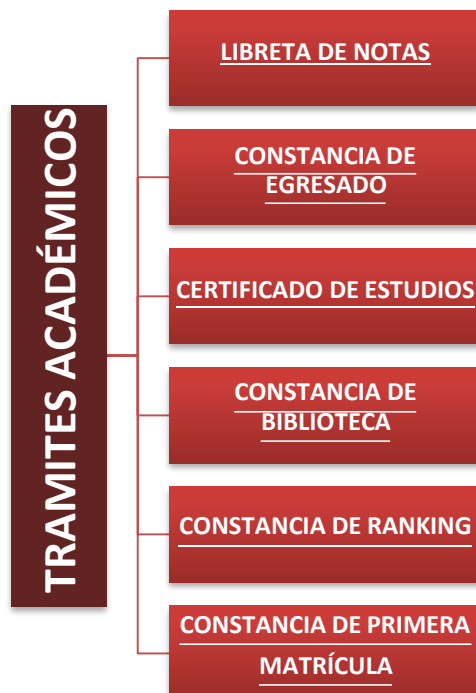 TRAMITES ACADÉMICOS
LIBRETA DE NOTAS
CONSTANCIA DE
EGRESADO
CERTIFICADO DE ESTUDIOS
CONSTANCIA DE
BIBLIOTECA
CONSTANCIA DE RANKING
CONSTANCIA DE PRIMERA
MATRÍCULA